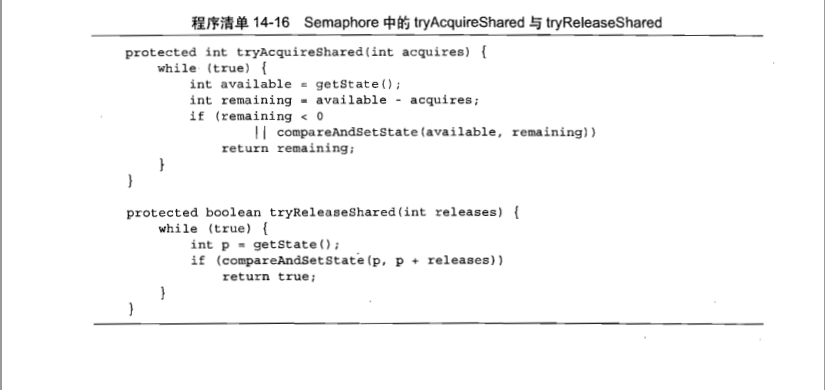 程序清单 14-16 Semaphore 中的 tryAcquireShared 与 tryReleaseShared
protected int tryAcquireShared(int acquires) {
while (true) {
int available = getState();
int remaining = available - acquires;
if (remaining < 0
|| compareAndSetState(available, remaining))
return remaining;
}
}
protected boolean tryReleaseShared(int releases) {
while (true) {
int p = getState();
if (compareAndSetState(p, p + releases))
return true;
}
}